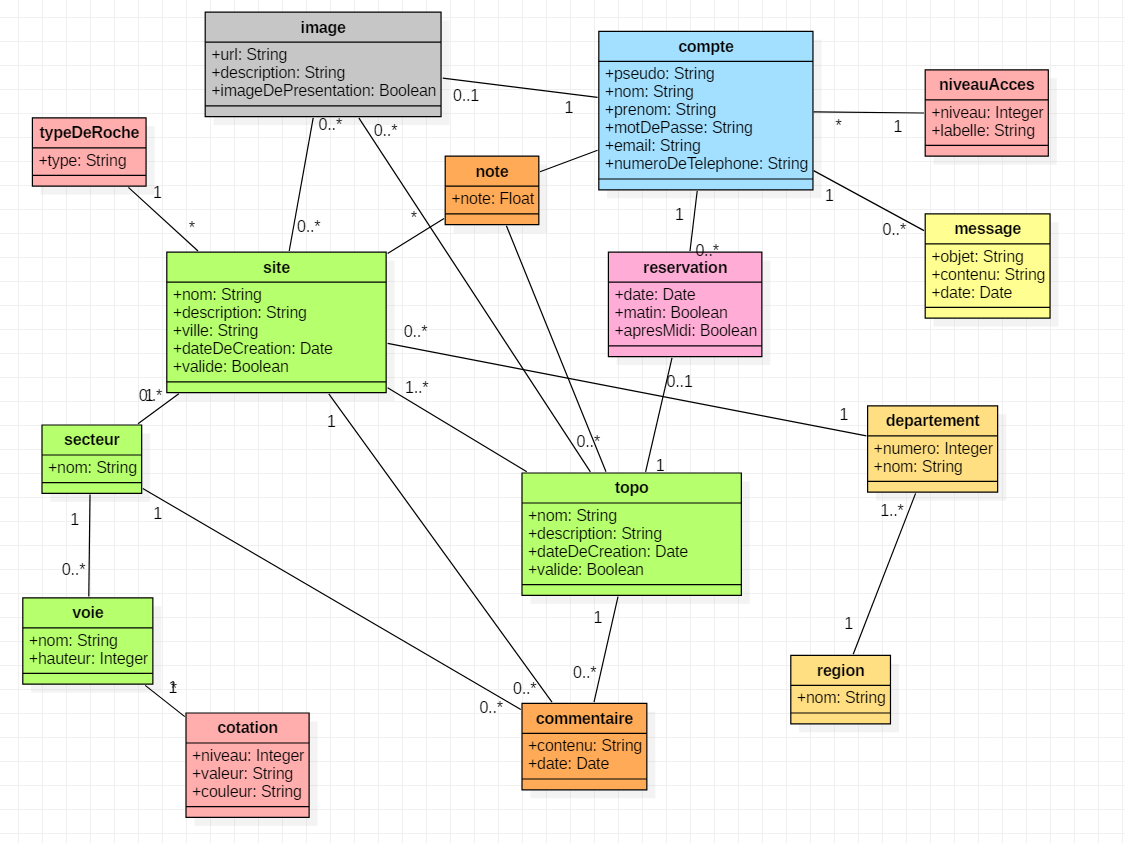 image
+url: String
+description: String
+imageDePresentation: Boolean
compte
+pseudo: String
+nom: String
+prenom: String
+motDePasse: String
+email: String
+numeroDeTelephone: String
niveauAcces
+niveau: Integer
+labelle: String
typeDeRoche
+type: String
note
+note: Float
message
+objet: String
+contenu: String
+date: Date
site
+nom: String
+description: String
+ville: String
+dateDeCreation: Date
+valide: Boolean
reservation
+date: Date
+matin: Boolean
+apresMidi: Boolean
secteur
+nom: String
departement
+numero: Integer
+nom: String
topo
+nom: String
+description: String
+dateDeCreation: Date
+valide: Boolean
voie
+nom: String
+hauteur: Integer
region
+nom: String
cotation
+niveau: Integer
+valeur: String
+couleur: String
commentaire
+contenu: String
+date: Date
0..1
1
*
1
0..*
0..*
1
*
0..*
*
1
0..*
1
0..*
0..*
1
1..*
1
0..*
1
0..1
1
0..*
1..*
1
1
0..*
1
0..*
1
0..*
0..*
1